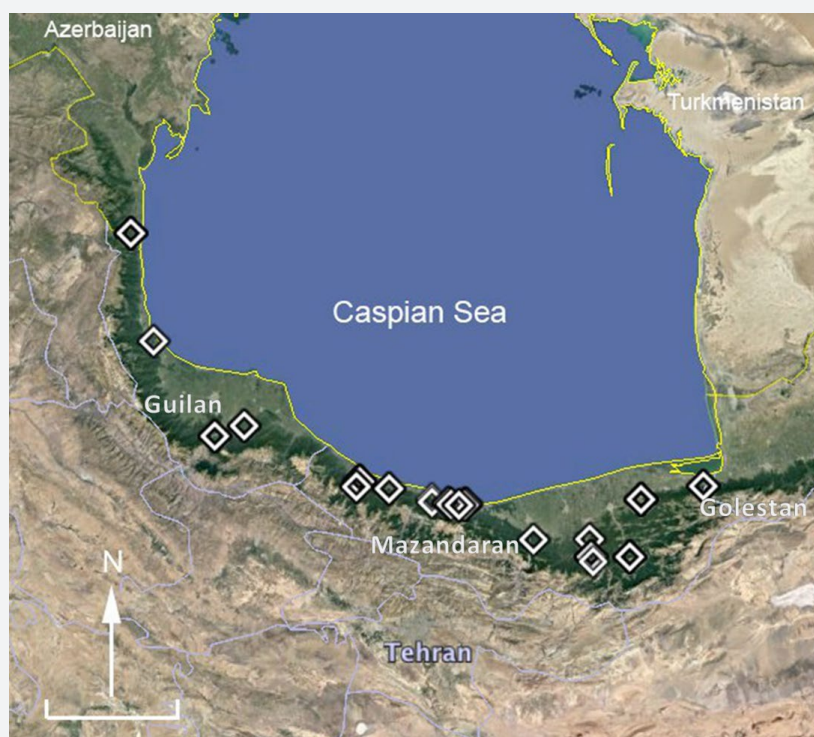 Azerbaijan
Turkmenistan
Caspian Sea
Guilan
Golestan
Mazandaran
N
Tehran